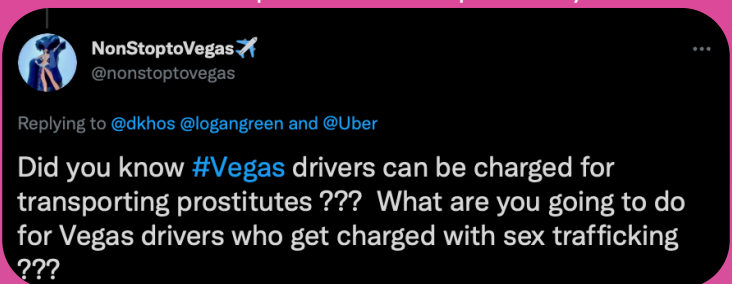 NonStoptoVegas✈️
@nonstoptovegas
Replying to @dkhos @logangreen and @Uber
Did you know #Vegas drivers can be charged for
transporting prostitutes ??? What are you going to do
for Vegas drivers who get charged with sex trafficking
???